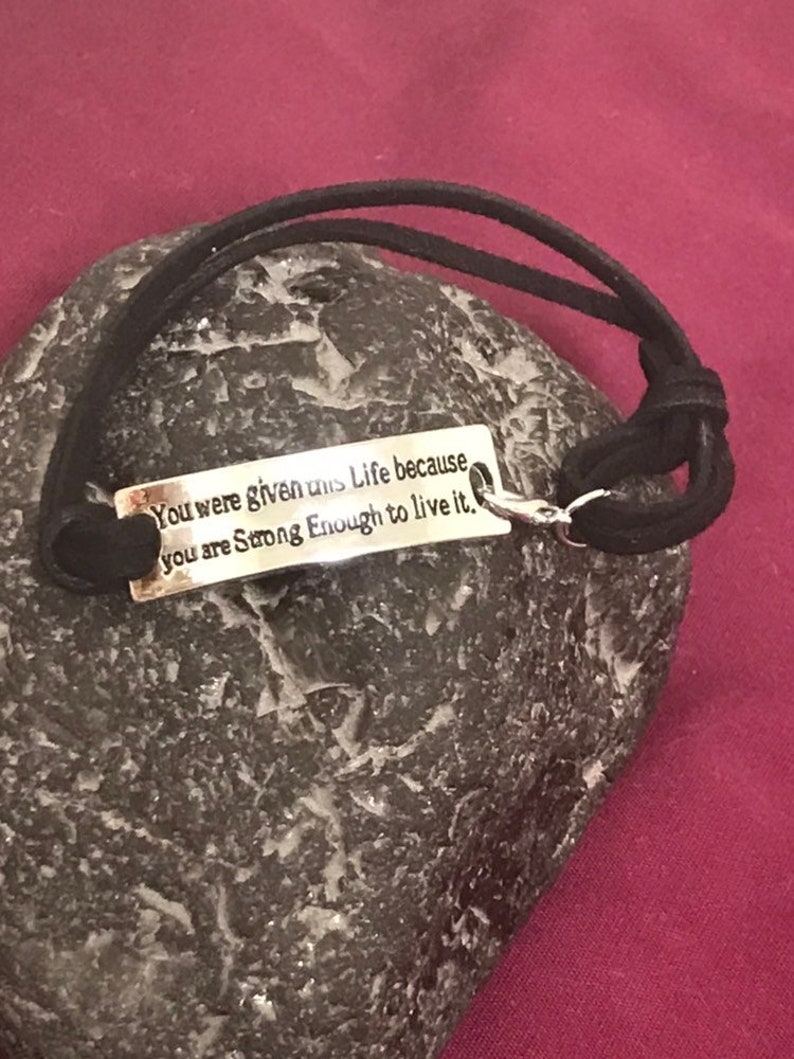 You were given this Life because
you are Strong Enough to live it.